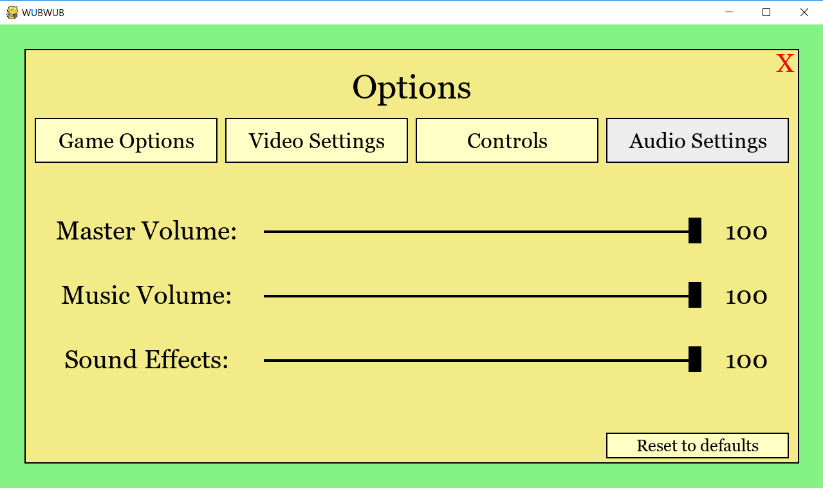 WUBWUB
X
Options
Game Options Video Settings Controls Audio Settings
Master Volume: 100
Music Volume: 100
Sound Effects: 100
Reset to defaults